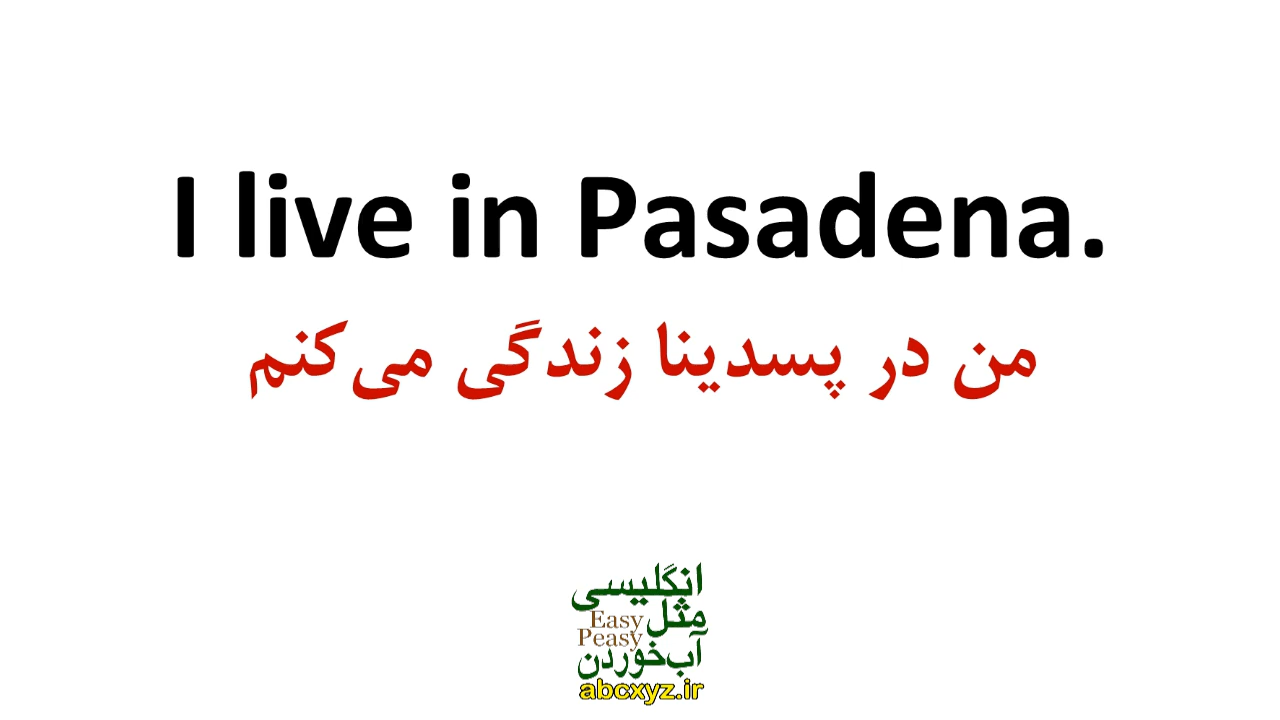 I live in Pasadena.
من در پسدینا زندگی می‌کنم
انگلیسی
مثل
Easy
Peasy
آب‌خوردن
abcxyz.ir